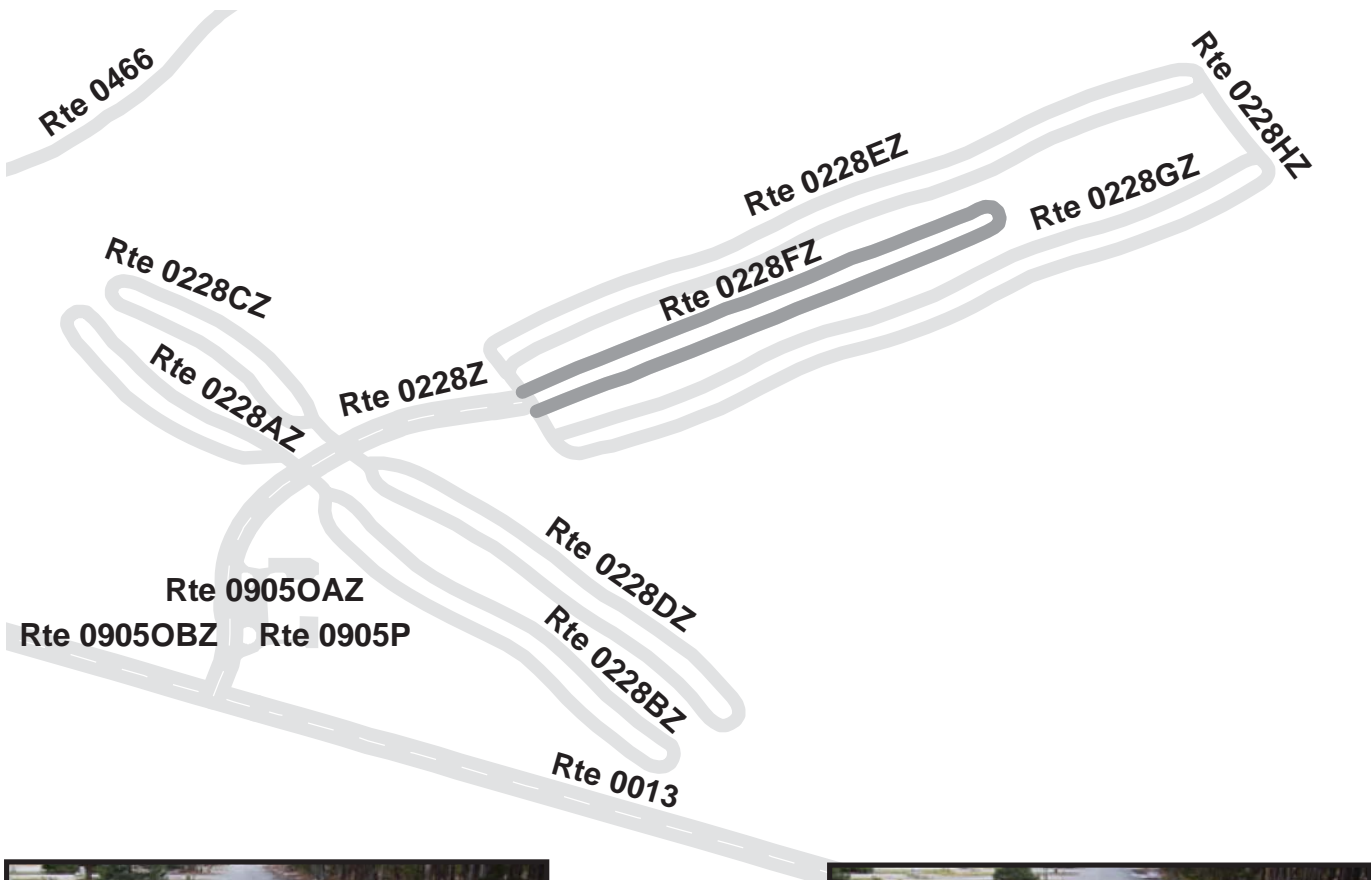 Rte 0466
Rte 0228HZ
Rte 0228EZ
Rte 0228GZ
Rte 0228CZ
Rte 0228FZ
Rte 0228AZ
Rte 0228Z
Rte 0228DZ
Rte 0905OAZ
Rte 0905OBZ
Rte 0905P
Rte 0228BZ
Rte 0013